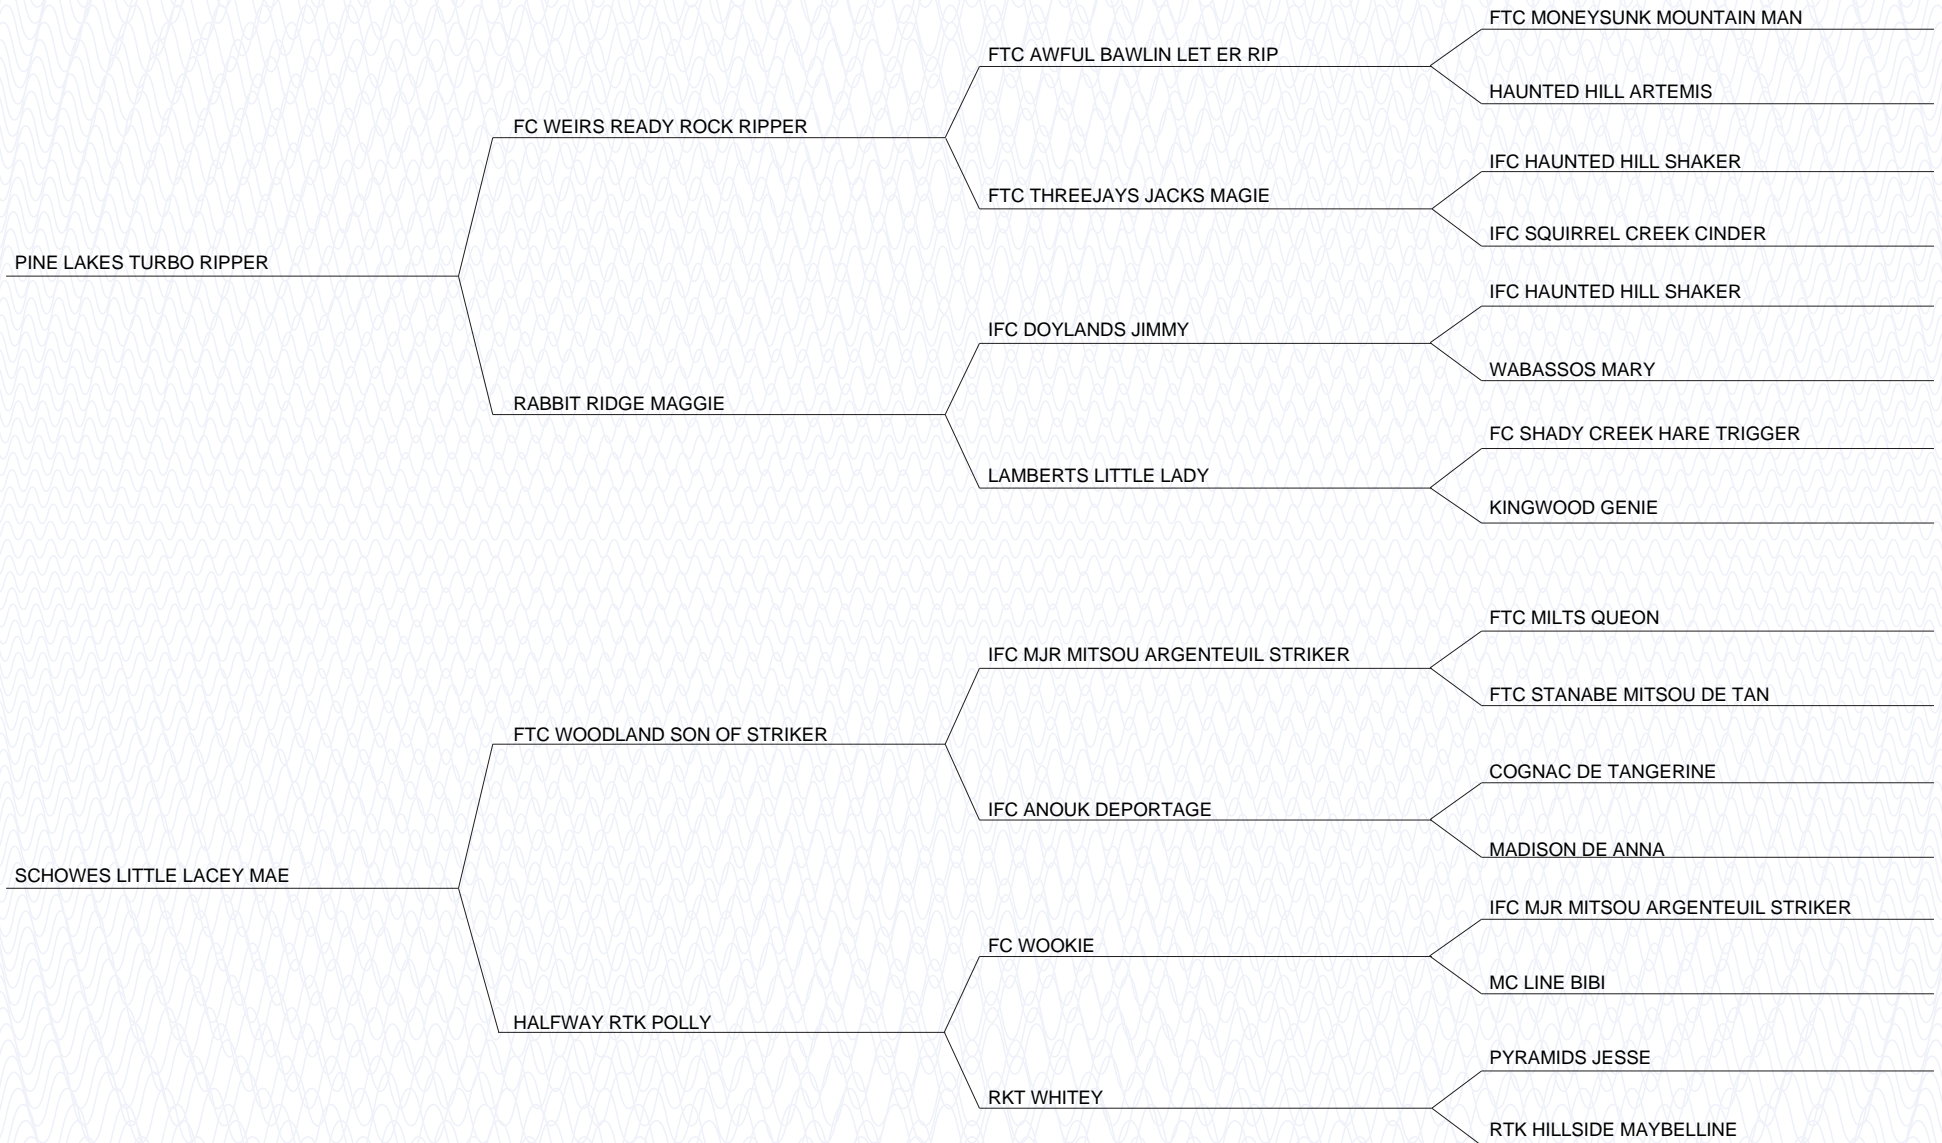 FTC MONEYSUNK MOUNTAIN MAN
FTC AWFUL BAWLIN LET ER RIP
HAUNTED HILL ARTEMIS
FC WEIRS READY ROCK RIPPER
IFC HAUNTED HILL SHAKER
FTC THREEJAYS JACKS MAGIE
IFC SQUIRREL CREEK CINDER
PINE LAKES TURBO RIPPER
IFC HAUNTED HILL SHAKER
IFC DOYLANDS JIMMY
WABASSOS MARY
RABBIT RIDGE MAGGIE
FC SHADY CREEK HARE TRIGGER
LAMBERTS LITTLE LADY
KINGWOOD GENIE
FTC MILTS QUEON
IFC MJR MITSOU ARGENTEUIL STRIKER
FTC STANABE MITSOU DE TAN
FTC WOODLAND SON OF STRIKER
COGNAC DE TANGERINE
IFC ANOUK DEPORTAGE
MADISON DE ANNA
SCHOWES LITTLE LACEY MAE
IFC MJR MITSOU ARGENTEUIL STRIKER
FC WOOKIE
MC LINE BIBI
HALFWAY RTK POLLY
PYRAMIDS JESSE
RKT WHITEY
RTK HILLSIDE MAYBELLINE